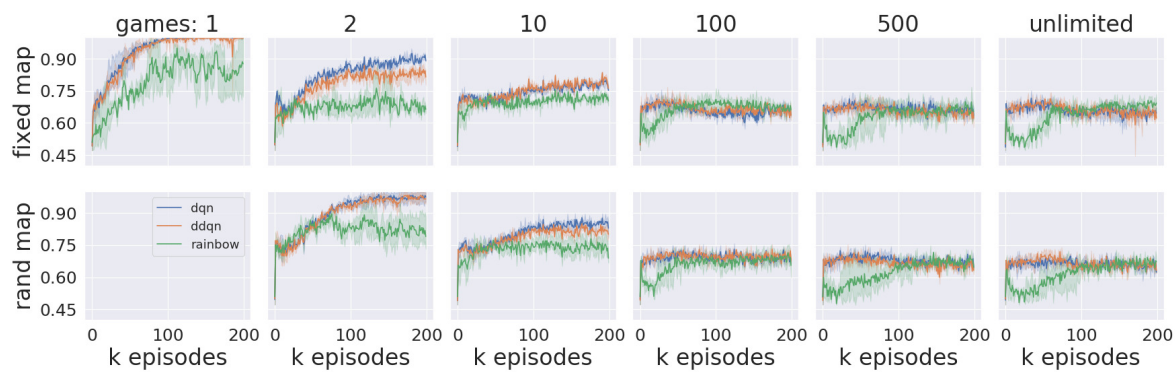 games: 1 2 10 100 500 unlimited
fixed map
0.90
0.75
0.60
0.45
rand map
0.90
0.75
0.60
0.45
dqn
ddqn
rainbow
0 100 200 0 100 200 0 100 200 0 100 200 0 100 200 0 100 200
k episodes k episodes k episodes k episodes k episodes k episodes